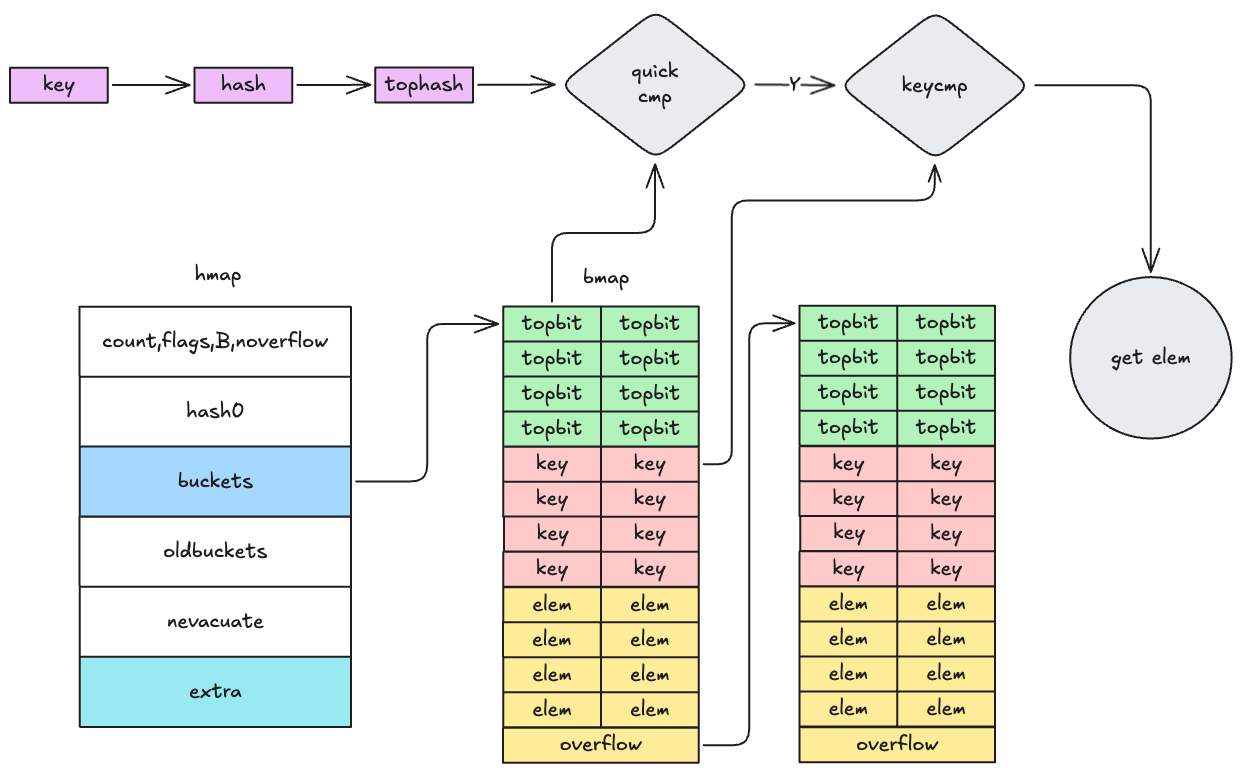 key
hash
tophash
quick
cmp
Y
keycmp
hmap
bmap
count,flags,B,noverflow
hash0
buckets
oldbuckets
nevacuate
extra
topbit topbit
topbit topbit
topbit topbit
topbit topbit
key key
key key
key key
key key
elem elem
elem elem
elem elem
elem elem
overflow
topbit topbit
topbit topbit
topbit topbit
topbit topbit
key key
key key
key key
key key
elem elem
elem elem
elem elem
elem elem
overflow
get elem